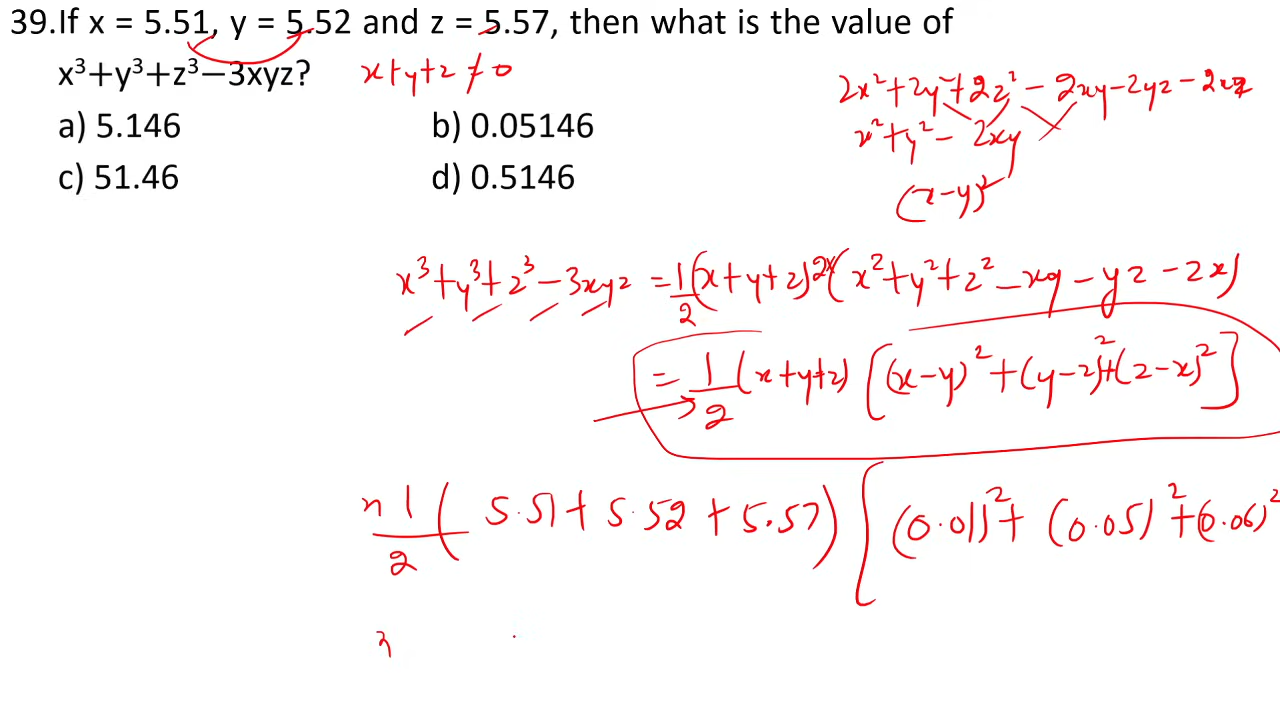 39.If x = 5.51, y = 5.52 and z = 5.57, then what is the value of
x³+y³+z³−3xyz? x+y+z ≠ 0
2x²+2y²+2z² − 2xy−2yz−2xz
a) 5.146 b) 0.05146
x²+y²− 2xy
c) 51.46 d) 0.5146
(x−y)²
x³+y³+z³−3xyz = 1/2 (x+y+z) 2x (x²+y²+z² −xy−yz−zx)
= 1/2 (x+y+z) [(x−y)²+(y−z)²+(z−x)²]
1/2 ( 5.51+5.52+5.57) [(0.01)²+ (0.05)²+(0.06)²